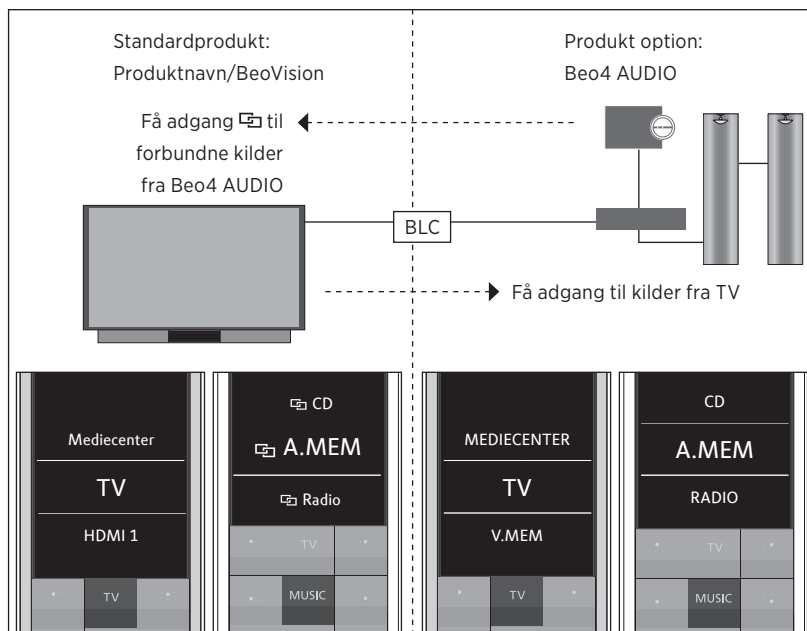 Standardprodukt:
Produktnavn/BeoVision
Produkt option:
Beo4 AUDIO
Få adgang til
forbundne kilder
fra Beo4 AUDIO
BLC
Få adgang til kilder fra TV
Mediecenter
TV
HDMI 1
TV
CD
A.MEM
Radio
TV
MUSIC
MEDIECENTER
TV
V.MEM
TV
CD
A.MEM
RADIO
TV
MUSIC